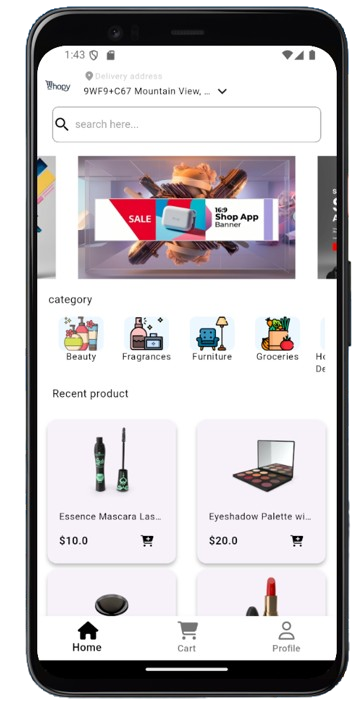 1:43
Delivery address
Shopy
9WF9+C67 Mountain View, ...
search here...
SALE
16:9
Shop App
Banner
category
Beauty
Fragrances
Furniture
Groceries
Ho
De
Recent product
Essence Mascara Las...
Eyeshadow Palette wi...
$10.0
$20.0
Home
Cart
Profile